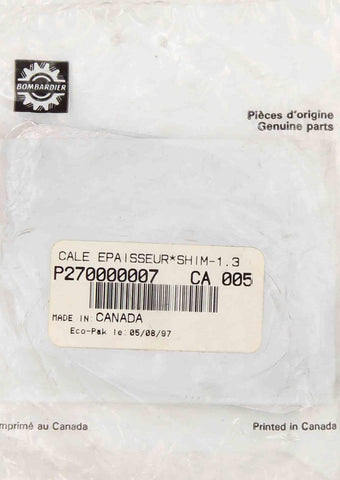 BOMBARDIER
Pièces d'origine
Genuine parts
CALE EPAISSEUR*SHIM-1.3
P270000007 CA 005
MADE IN: CANADA
Eco-Pak le: 05/08/97
mprimé au Canada
Printed in Canada